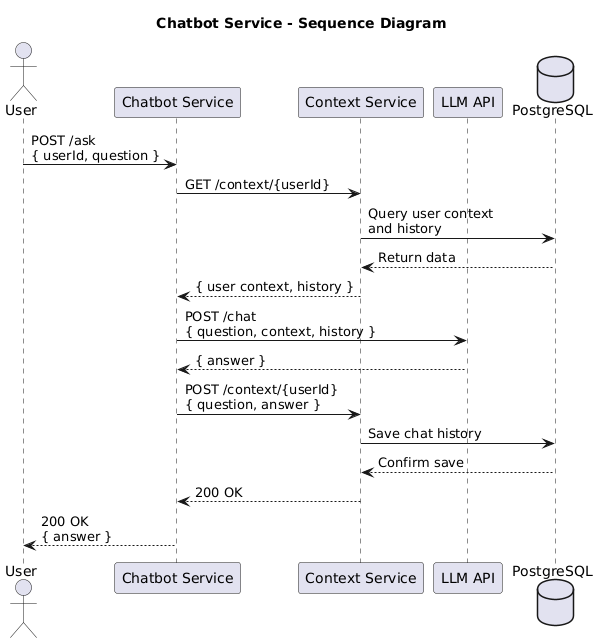 Chatbot Service - Sequence Diagram
User
Chatbot Service
Context Service
LLM API
PostgreSQL
POST /ask
{ userId, question }
GET /context/{userId}
Query user context
and history
Return data
{ user context, history }
POST /chat
{ question, context, history }
{ answer }
POST /context/{userId}
{ question, answer }
Save chat history
Confirm save
200 OK
200 OK
{ answer }
User
Chatbot Service
Context Service
LLM API
PostgreSQL